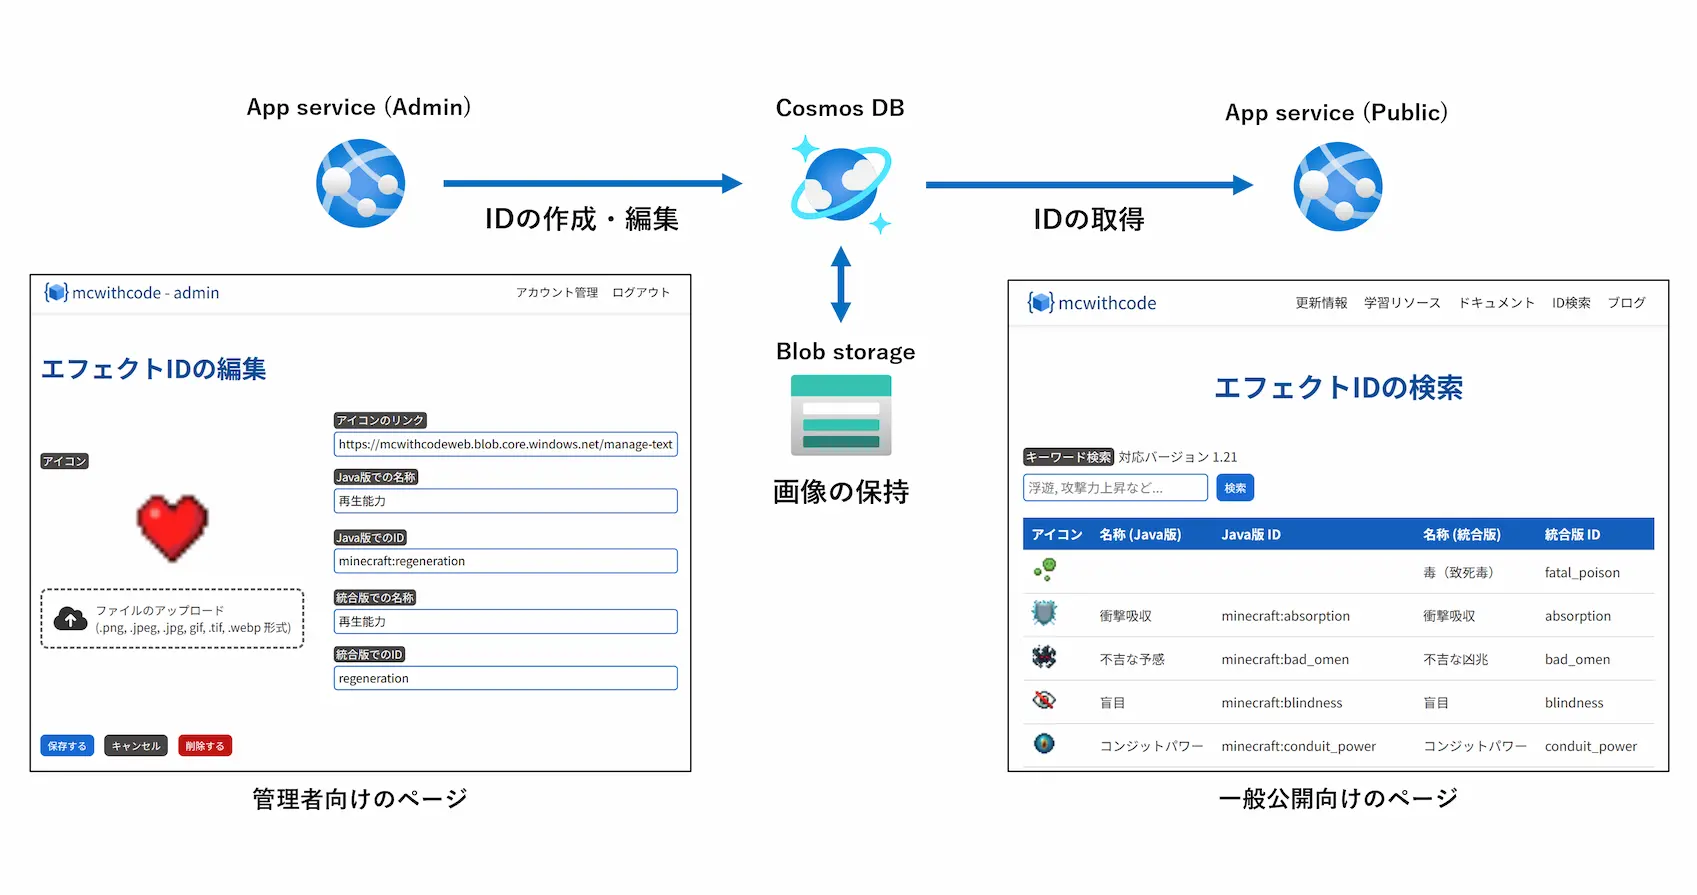 App service (Admin)
Cosmos DB
App service (Public)
IDの作成・編集
IDの取得
mcwithcode - admin
アカウント管理 ログアウト
エフェクトIDの編集
アイコン
ファイルのアップロード
(.png, .jpeg, .jpg, gif, .tif, .webp 形式)
アイコンのリンク
https://mcwithcodeweb.blob.core.windows.net/manage-text
Java版での名称
再生能力
Java版でのID
minecraft:regeneration
統合版での名称
再生能力
統合版でのID
regeneration
保存する キャンセル 削除する
管理者向けのページ
Blob storage
画像の保持
mcwithcode
更新情報 学習リソース ドキュメント ID検索 ブログ
エフェクトIDの検索
キーワード検索 対応バージョン 1.21
浮遊, 攻撃力上昇など... 検索
アイコン 名称 (Java版) Java版 ID 名称 (統合版) 統合版 ID
毒（致死毒） fatal_poison
衝撃吸収 minecraft:absorption 衝撃吸収 absorption
不吉な予感 minecraft:bad_omen 不吉な凶兆 bad_omen
盲目 minecraft:blindness 盲目 blindness
コンジットパワー minecraft:conduit_power コンジットパワー conduit_power
一般公開向けのページ